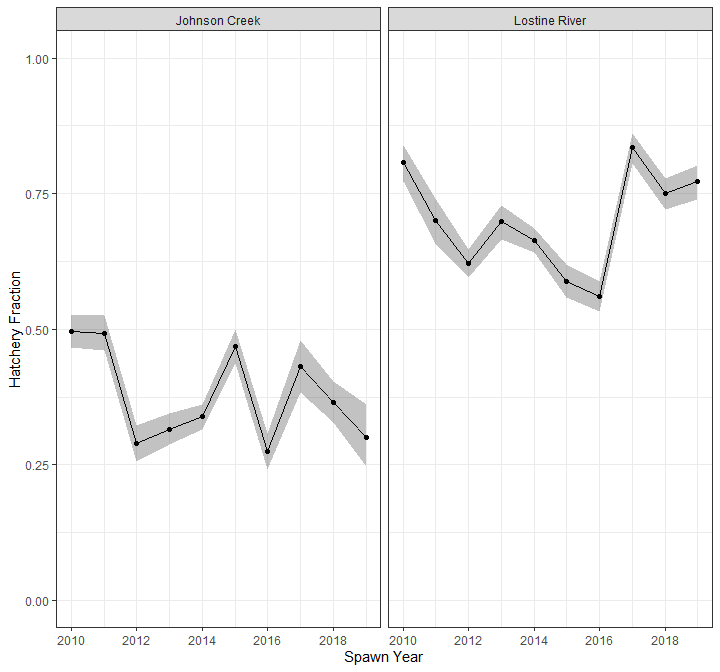 Johnson Creek
Lostine River
Hatchery Fraction
1.00
0.75
0.50
0.25
0.00
2010 2012 2014 2016 2018
2010 2012 2014 2016 2018
Spawn Year